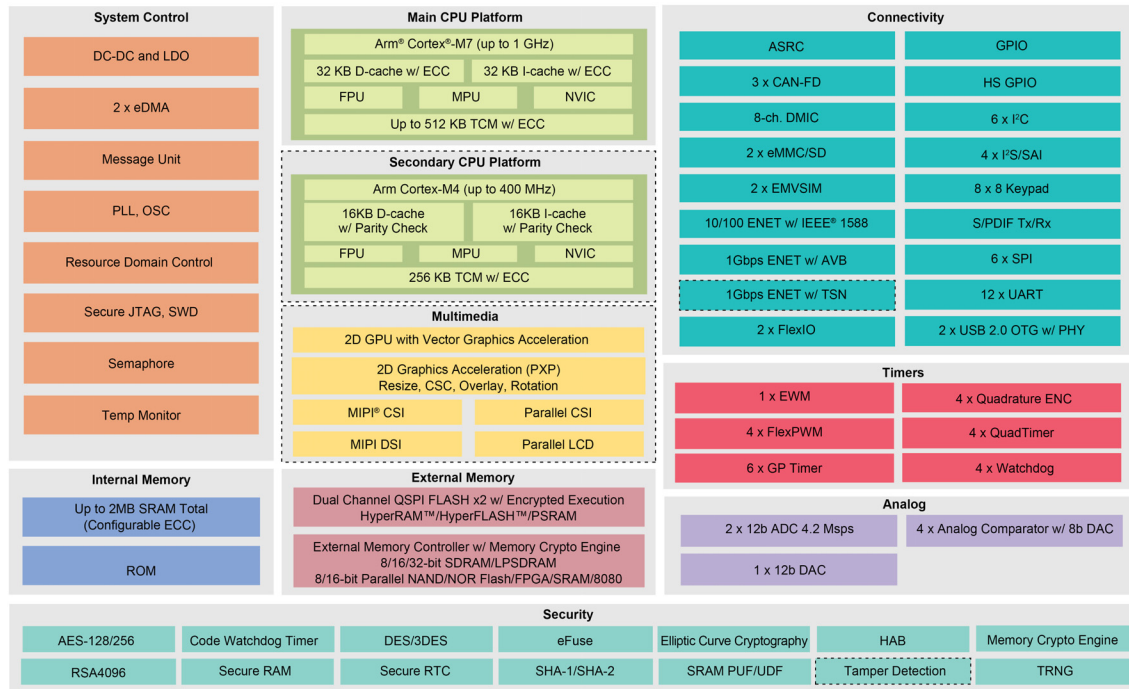 System Control
DC-DC and LDO
2 x eDMA
Message Unit
PLL, OSC
Resource Domain Control
Secure JTAG, SWD
Semaphore
Temp Monitor
Internal Memory
Up to 2MB SRAM Total
(Configurable ECC)
ROM
Main CPU Platform
Arm® Cortex®-M7 (up to 1 GHz)
32 KB D-cache w/ ECC
32 KB I-cache w/ ECC
FPU
MPU
NVIC
Up to 512 KB TCM w/ ECC
Secondary CPU Platform
Arm Cortex-M4 (up to 400 MHz)
16KB D-cache
w/ Parity Check
16KB I-cache
w/ Parity Check
FPU
MPU
NVIC
256 KB TCM w/ ECC
Multimedia
2D GPU with Vector Graphics Acceleration
2D Graphics Acceleration (PXP)
Resize, CSC, Overlay, Rotation
MIPI® CSI
Parallel CSI
MIPI DSI
Parallel LCD
External Memory
Dual Channel QSPI FLASH x2 w/ Encrypted Execution
HyperRAM™/HyperFLASH™/PSRAM
External Memory Controller w/ Memory Crypto Engine
8/16/32-bit SDRAM/LPSDRAM
8/16-bit Parallel NAND/NOR Flash/FPGA/SRAM/8080
Connectivity
ASRC
GPIO
3 x CAN-FD
HS GPIO
8-ch. DMIC
6 x I²C
2 x eMMC/SD
4 x I²S/SAI
2 x EMVSIM
8 x 8 Keypad
10/100 ENET w/ IEEE® 1588
S/PDIF Tx/Rx
1Gbps ENET w/ AVB
6 x SPI
1Gbps ENET w/ TSN
12 x UART
2 x FlexIO
2 x USB 2.0 OTG w/ PHY
Timers
1 x EWM
4 x Quadrature ENC
4 x FlexPWM
4 x QuadTimer
6 x GP Timer
4 x Watchdog
Analog
2 x 12b ADC 4.2 Msps
4 x Analog Comparator w/ 8b DAC
1 x 12b DAC
Security
AES-128/256
Code Watchdog Timer
DES/3DES
eFuse
Elliptic Curve Cryptography
HAB
Memory Crypto Engine
RSA4096
Secure RAM
Secure RTC
SHA-1/SHA-2
SRAM PUF/UDF
Tamper Detection
TRNG